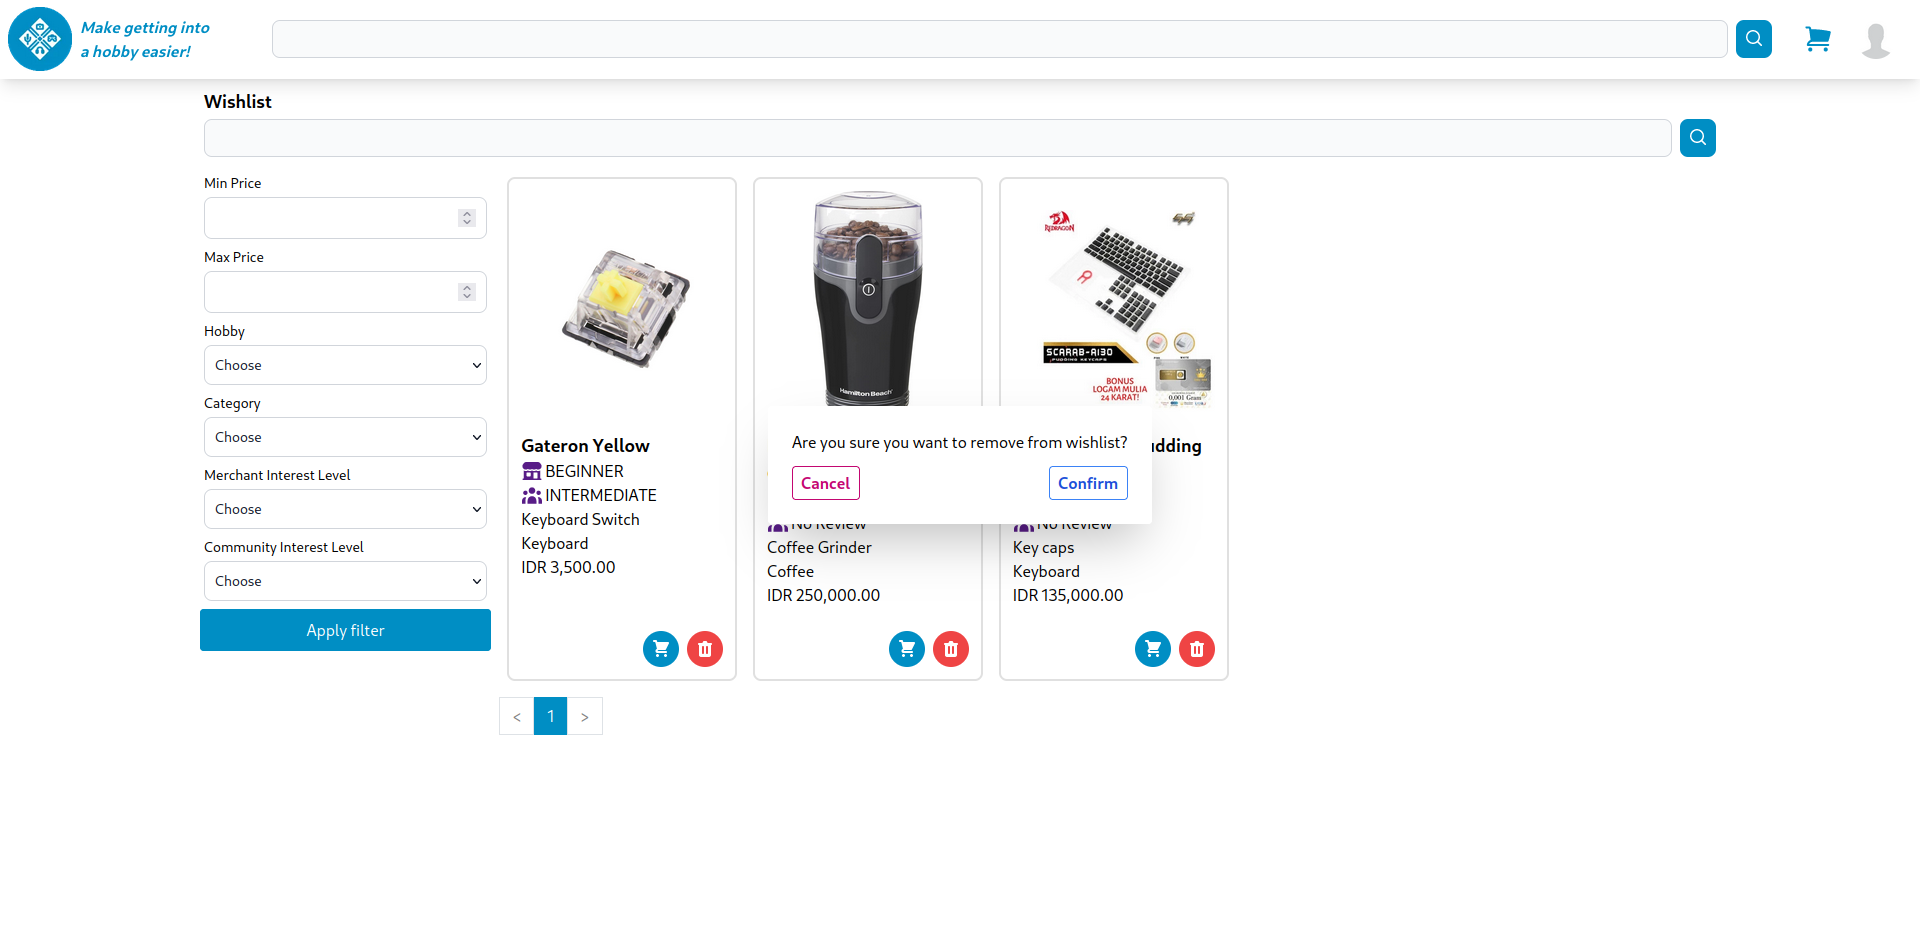 Make getting into
a hobby easier!
Wishlist
Min Price
Max Price
Hobby
Choose
Category
Choose
Merchant Interest Level
Choose
Community Interest Level
Choose
Apply filter
Gateron Yellow
BEGINNER
INTERMEDIATE
Keyboard Switch
Keyboard
IDR 3,500.00
Hamilton Beach
No Review
Coffee Grinder
Coffee
IDR 250,000.00
REDRAGON
SCARAB-A130
PUDDING KEYCAPS
BONUS
LOGAM MULIA
24 KARAT!
0,001 Gram
udding
No Review
Key caps
Keyboard
IDR 135,000.00
Are you sure you want to remove from wishlist?
Cancel
Confirm
< 1 >